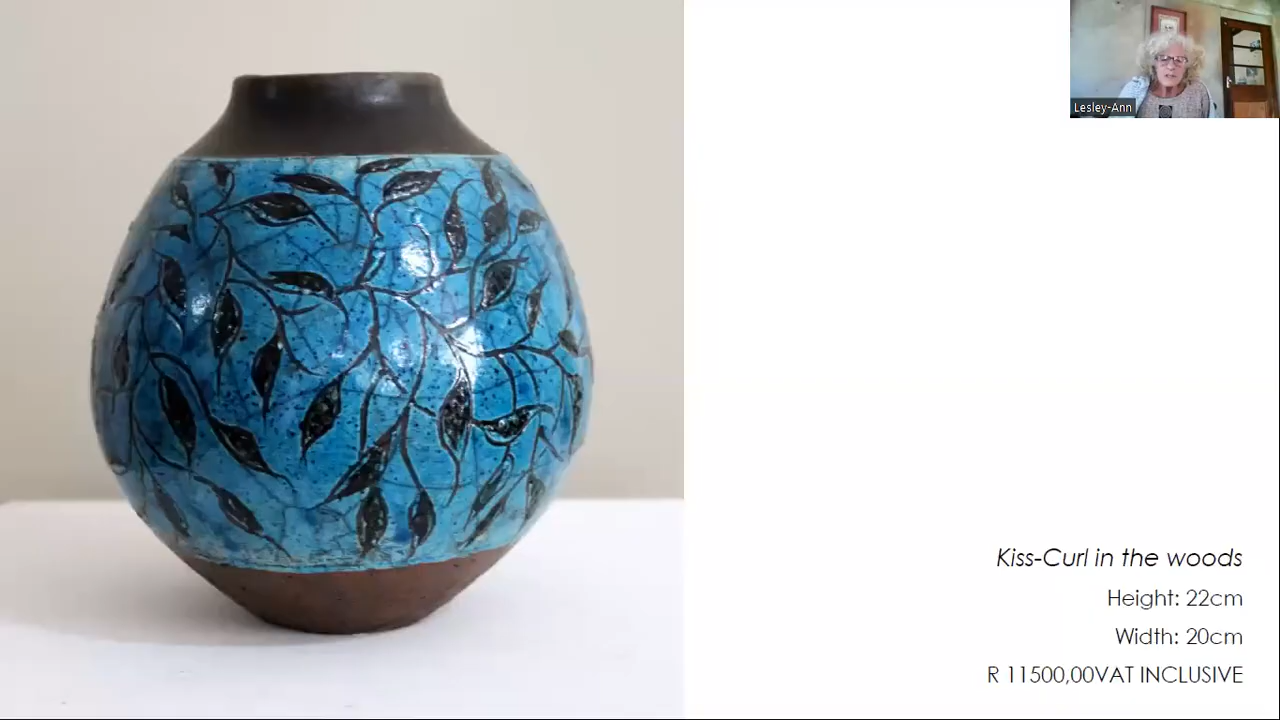 Lesley-Ann
Kiss-Curl in the woods
Height: 22cm
Width: 20cm
R 11500,00VAT INCLUSIVE